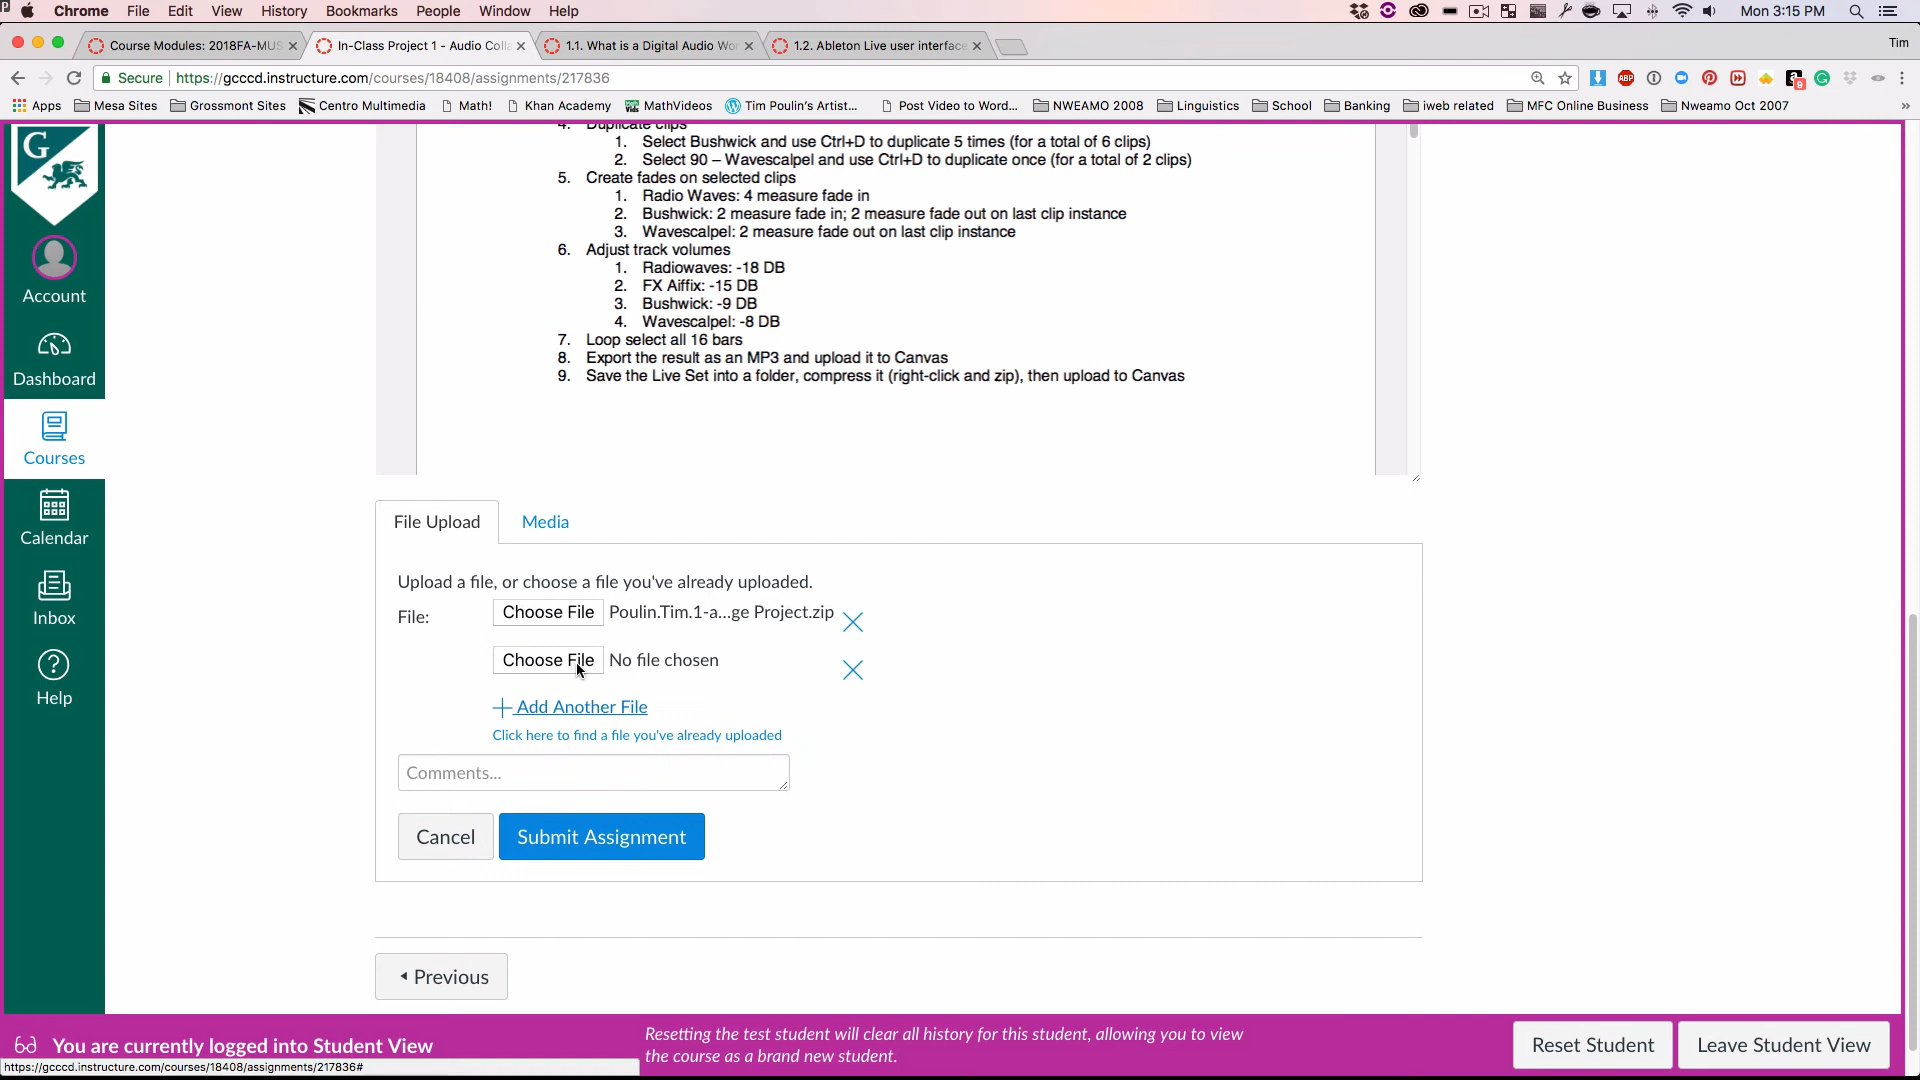 Chrome File Edit View History Bookmarks People Window Help
Mon 3:15 PM
Course Modules: 2018FA-MUS
In-Class Project 1 - Audio Colla
1.1. What is a Digital Audio Wo
1.2. Ableton Live user interface
Tim
Secure https://gcccd.instructure.com/courses/18408/assignments/217836
ABP
9
Apps Mesa Sites Grossmont Sites Centro Multimedia Math! Khan Academy MathVideos Tim Poulin's Artist... Post Video to Word... NWEAMO 2008 Linguistics School Banking iweb related MFC Online Business Nweamo Oct 2007 »
G
Account
Dashboard
Courses
Calendar
Inbox
Help
4. Duplicate clips
1. Select Bushwick and use Ctrl+D to duplicate 5 times (for a total of 6 clips)
2. Select 90 – Wavescalpel and use Ctrl+D to duplicate once (for a total of 2 clips)
5. Create fades on selected clips
1. Radio Waves: 4 measure fade in
2. Bushwick: 2 measure fade in; 2 measure fade out on last clip instance
3. Wavescalpel: 2 measure fade out on last clip instance
6. Adjust track volumes
1. Radiowaves: -18 DB
2. FX Aiffix: -15 DB
3. Bushwick: -9 DB
4. Wavescalpel: -8 DB
7. Loop select all 16 bars
8. Export the result as an MP3 and upload it to Canvas
9. Save the Live Set into a folder, compress it (right-click and zip), then upload to Canvas
File Upload Media
Upload a file, or choose a file you've already uploaded.
File: Choose File Poulin.Tim.1-a...ge Project.zip
Choose File No file chosen
Add Another File
Click here to find a file you've already uploaded
Comments...
Cancel Submit Assignment
Previous
You are currently logged into Student View
Resetting the test student will clear all history for this student, allowing you to view
the course as a brand new student.
Reset Student Leave Student View
https://gcccd.instructure.com/courses/18408/assignments/217836#